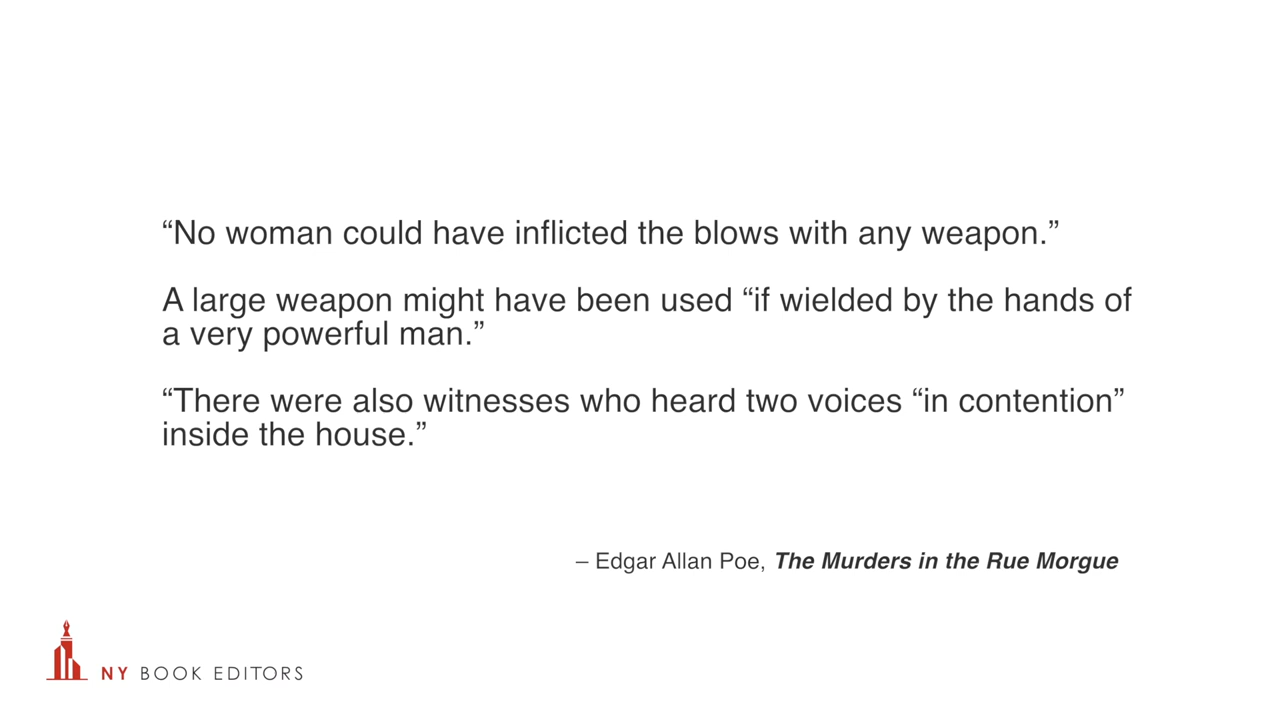 “No woman could have inflicted the blows with any weapon.”
A large weapon might have been used “if wielded by the hands of
a very powerful man.”
“There were also witnesses who heard two voices “in contention”
inside the house.”
– Edgar Allan Poe, The Murders in the Rue Morgue
NY BOOK EDITORS